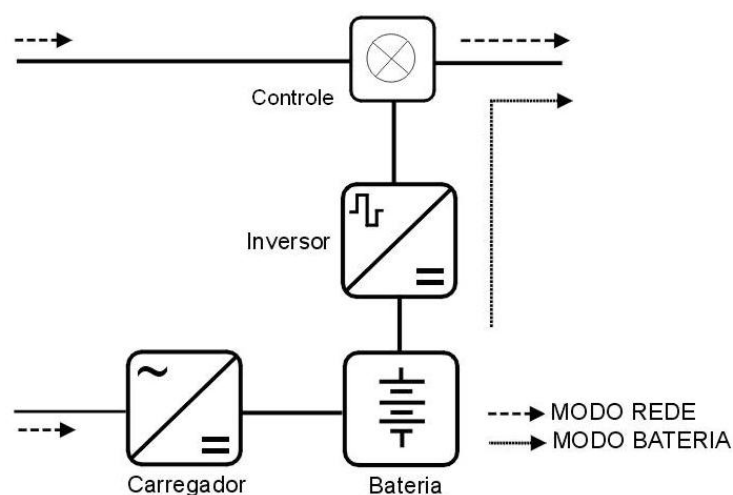 Controle
Inversor
MODO REDE
MODO BATERIA
Carregador
Bateria